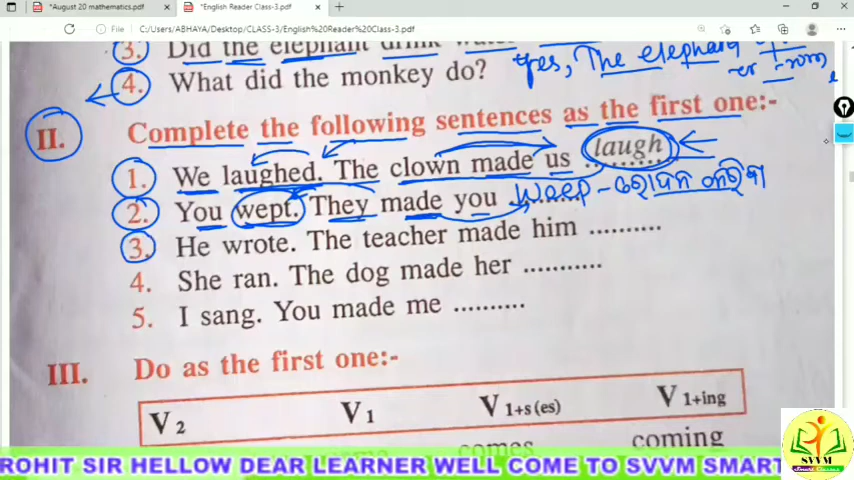 *August 20 mathematics.pdf
*English Reader Class-3.pdf
File C:/Users/ABHAYA/Desktop/CLASS-3/English%20Reader%20Class-3.pdf
3. Did the elephant drink
4. What did the monkey do? Yes, The elephant
II. Complete the following sentences as the first one:-
1. We laughed. The clown made us laugh
2. You wept. They made you weep -
3. He wrote. The teacher made him ..........
4. She ran. The dog made her ...........
5. I sang. You made me ..........
III. Do as the first one:-
V2 V1 V1+s(es) V1+ing
comes coming
SVVM
Smart Classes
ROHIT SIR HELLOW DEAR LEARNER WELL COME TO SVVM SMART